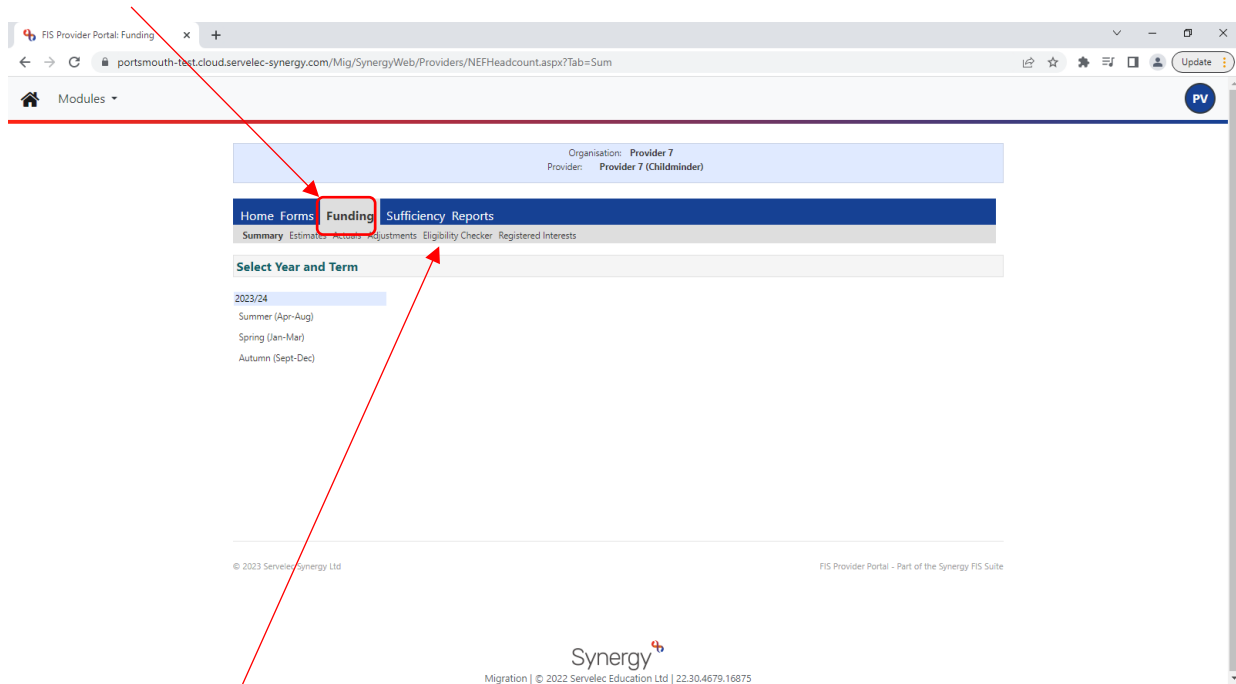 FIS Provider Portal: Funding
portsmouth-test.cloud.servelec-synergy.com/Mig/SynergyWeb/Providers/NEFHeadcount.aspx?Tab=Sum
Update
Modules
PV
Organisation: Provider 7
Provider: Provider 7 (Childminder)
Home Forms Funding Sufficiency Reports
Summary Estimates Actuals Adjustments Eligibility Checker Registered Interests
Select Year and Term
2023/24
Summer (Apr-Aug)
Spring (Jan-Mar)
Autumn (Sept-Dec)
© 2023 Servelec Synergy Ltd
FIS Provider Portal - Part of the Synergy FIS Suite
Synergy
Migration | © 2022 Servelec Education Ltd | 22.30.4679.16875